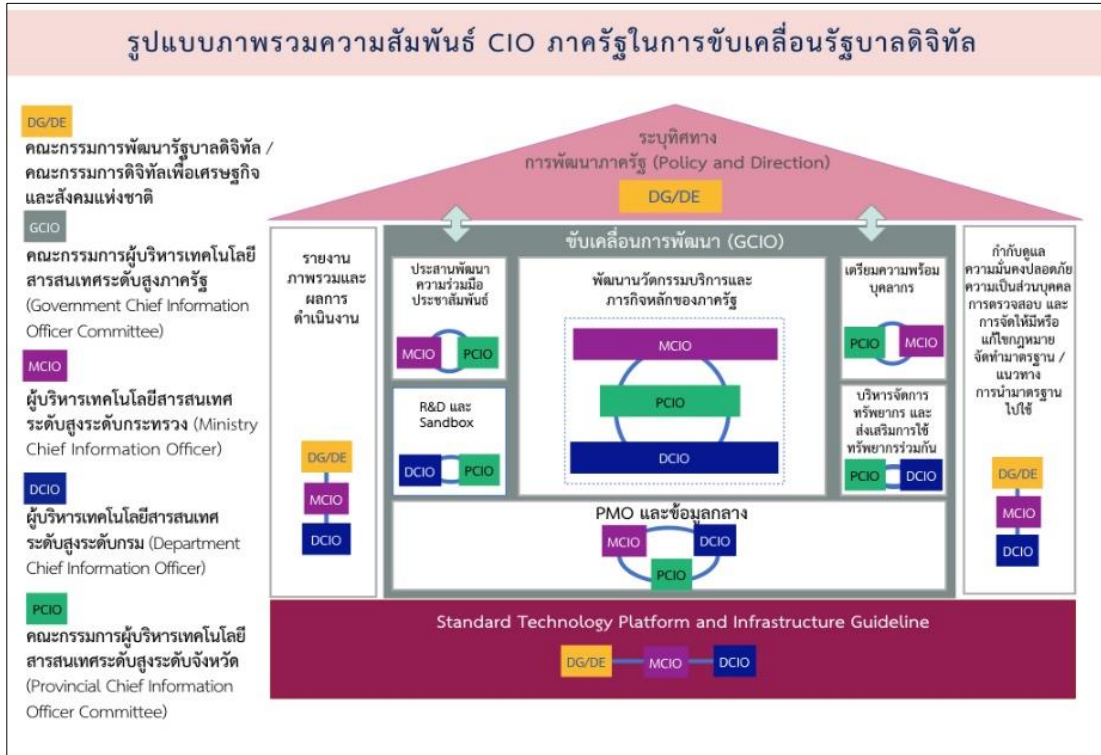 รูปแบบภาพรวมความสัมพันธ์ CIO ภาครัฐในการขับเคลื่อนรัฐบาลดิจิทัล
DG/DE
คณะกรรมการพัฒนารัฐบาลดิจิทัล /
คณะกรรมการดิจิทัลเพื่อเศรษฐกิจ
และสังคมแห่งชาติ
GCIO
คณะกรรมการผู้บริหารเทคโนโลยี
สารสนเทศระดับสูงภาครัฐ
(Government Chief Information
Officer Committee)
MCIO
ผู้บริหารเทคโนโลยีสารสนเทศ
ระดับสูงระดับกระทรวง (Ministry
Chief Information Officer)
DCIO
ผู้บริหารเทคโนโลยีสารสนเทศ
ระดับสูงระดับกรม (Department
Chief Information Officer)
PCIO
คณะกรรมการผู้บริหารเทคโนโลยี
สารสนเทศระดับสูงระดับจังหวัด
(Provincial Chief Information
Officer Committee)
ระบุทิศทาง
การพัฒนาภาครัฐ (Policy and Direction)
DG/DE
รายงาน
ภาพรวมและ
ผลการ
ดำเนินงาน
DG/DE
MCIO
DCIO
ขับเคลื่อนการพัฒนา (GCIO)
ประสานพัฒนา
ความร่วมมือ
ประชาสัมพันธ์
MCIO
PCIO
R&D และ
Sandbox
DCIO
PCIO
พัฒนานวัตกรรมบริการและ
ภารกิจหลักของภาครัฐ
MCIO
PCIO
DCIO
เตรียมความพร้อม
บุคลากร
PCIO
MCIO
บริหารจัดการ
ทรัพยากร และ
ส่งเสริมการใช้
ทรัพยากรร่วมกัน
PCIO
DCIO
PMO และข้อมูลกลาง
MCIO
DCIO
PCIO
กำกับดูแล
ความมั่นคงปลอดภัย
ความเป็นส่วนบุคคล
การตรวจสอบ และ
การจัดให้มีหรือ
แก้ไขกฎหมาย
จัดทำมาตรฐาน /
แนวทาง
การนำมาตรฐาน
ไปใช้
DG/DE
MCIO
DCIO
Standard Technology Platform and Infrastructure Guideline
DG/DE
MCIO
DCIO